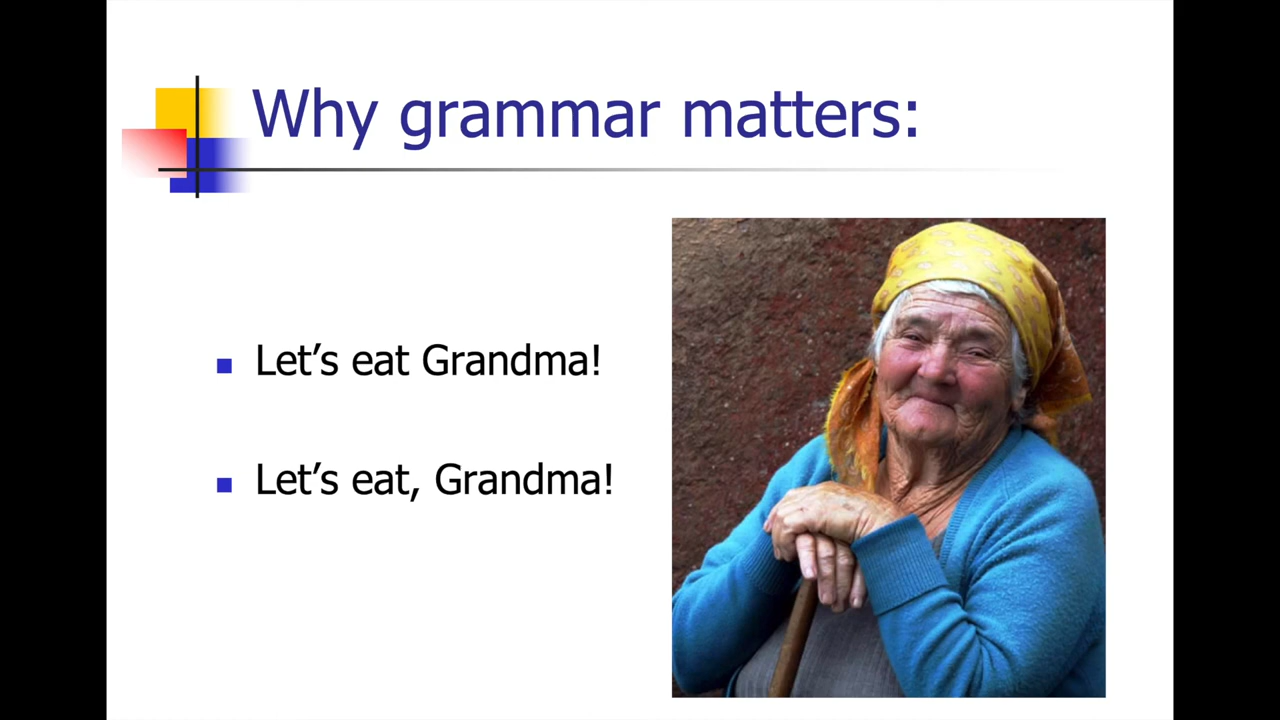 Why grammar matters:
Let’s eat Grandma!
Let’s eat, Grandma!